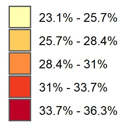 23.1% - 25.7%
25.7% - 28.4%
28.4% - 31%
31% - 33.7%
33.7% - 36.3%